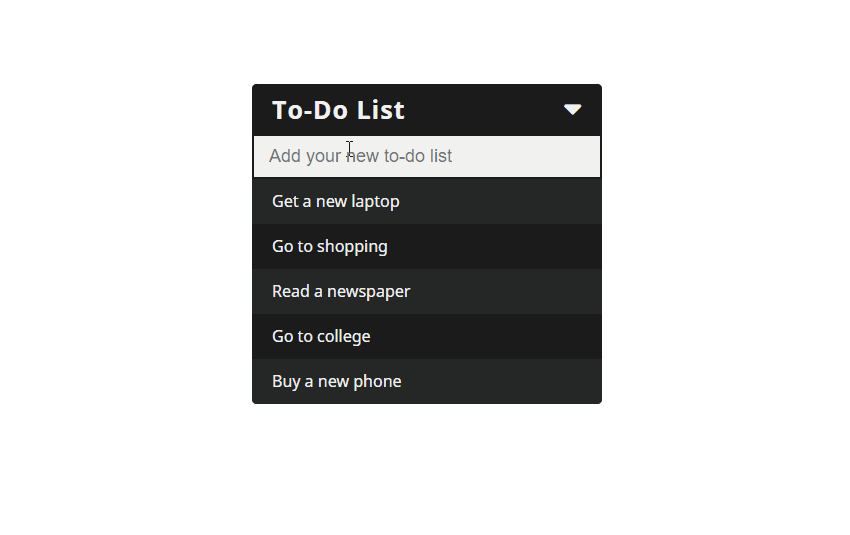 To-Do List
Add your new to-do list
Get a new laptop
Go to shopping
Read a newspaper
Go to college
Buy a new phone